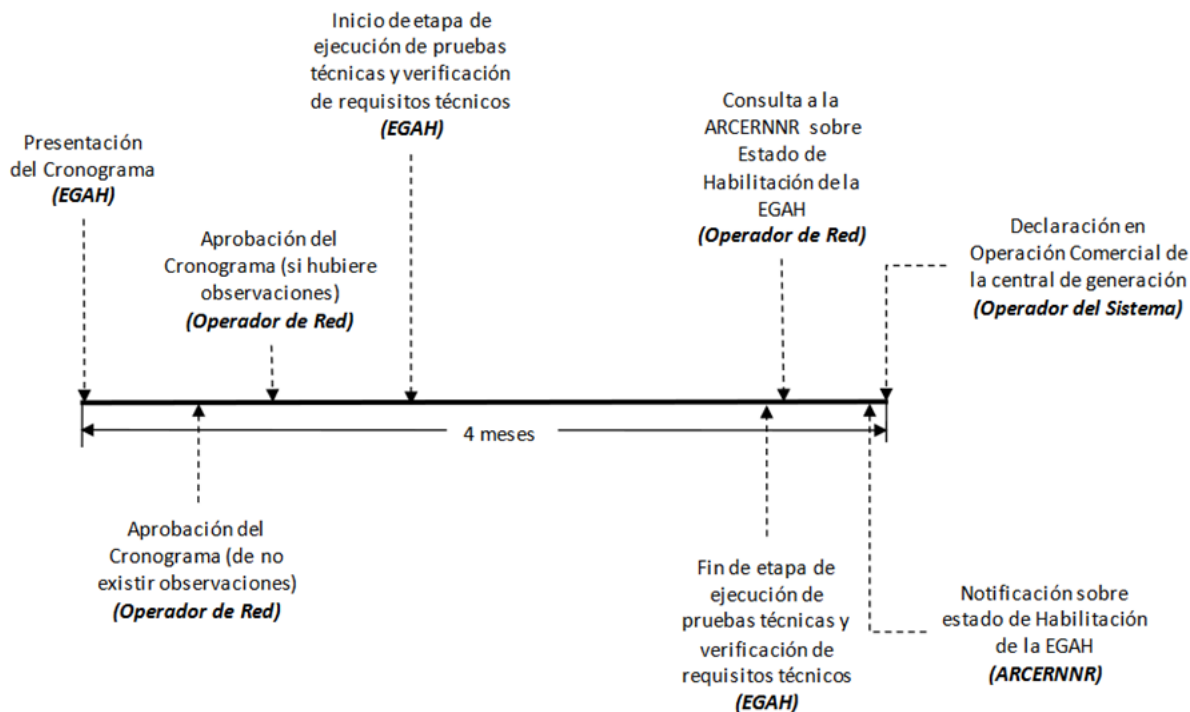 Inicio de etapa de
ejecución de pruebas
técnicas y verificación
de requisitos técnicos
(EGAH)
Presentación
del Cronograma
(EGAH)
Aprobación del
Cronograma (si hubiere
observaciones)
(Operador de Red)
Consulta a la
ARCERNNR sobre
Estado de
Habilitación de la
EGAH
(Operador de Red)
Declaración en
Operación Comercial de
la central de generación
(Operador del Sistema)
4 meses
Aprobación del
Cronograma (de no
existir observaciones)
(Operador de Red)
Fin de etapa de
ejecución de
pruebas técnicas y
verificación de
requisitos técnicos
(EGAH)
Notificación sobre
estado de Habilitación
de la EGAH
(ARCERNNR)